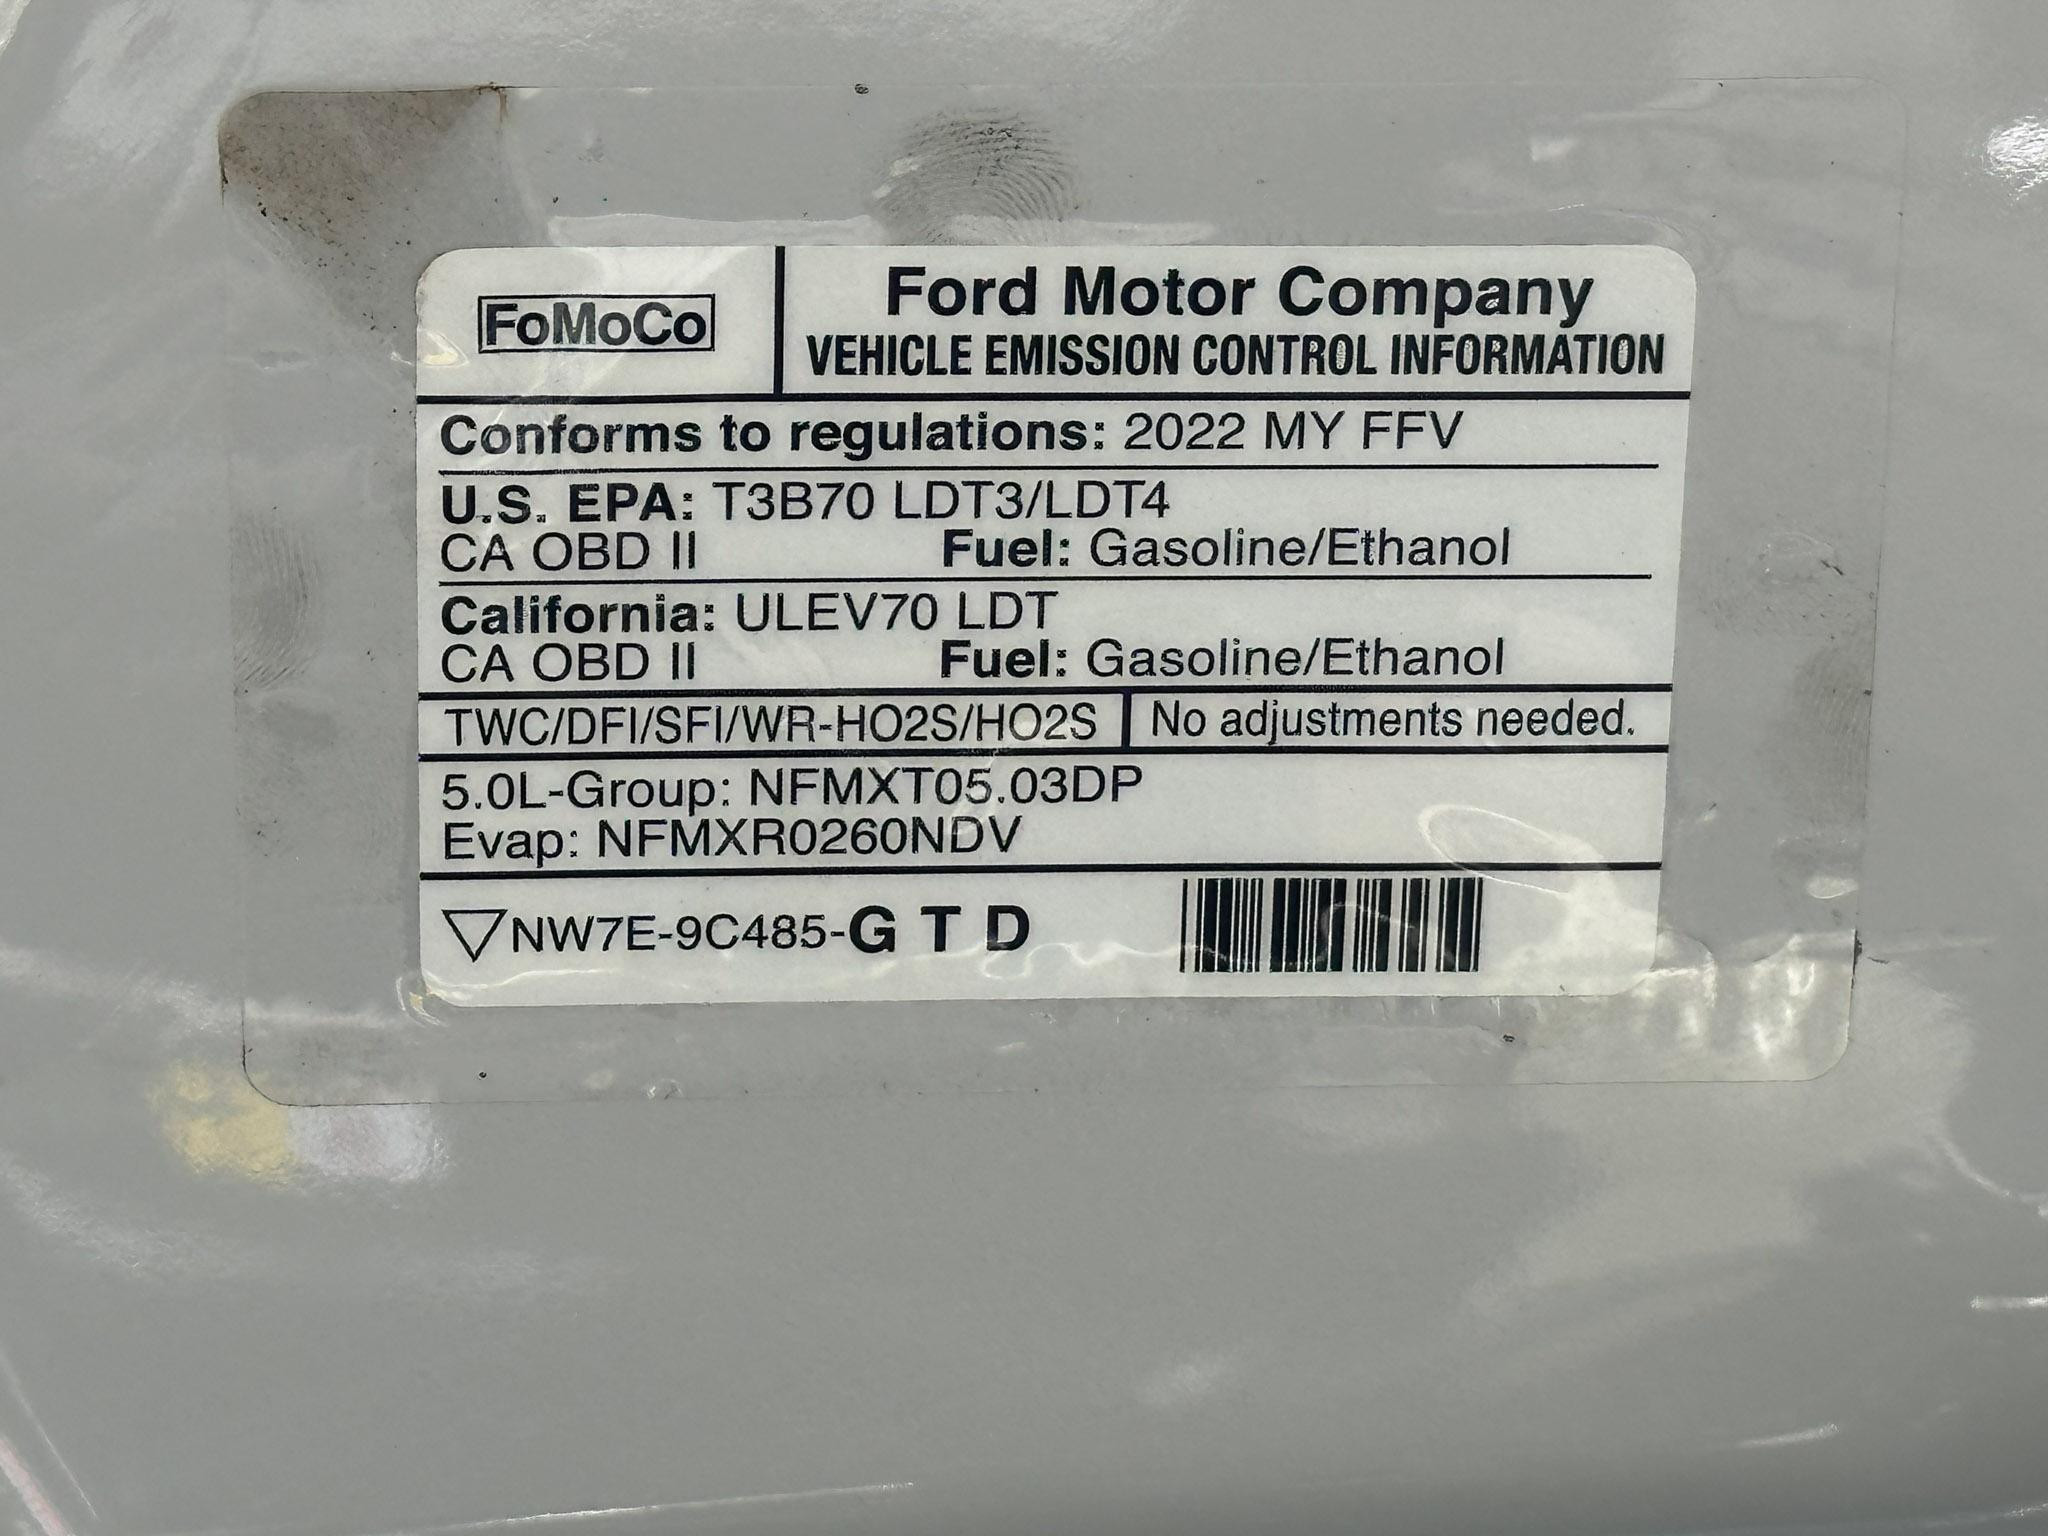 FoMoCo
Ford Motor Company
VEHICLE EMISSION CONTROL INFORMATION
Conforms to regulations: 2022 MY FFV
U.S. EPA: T3B70 LDT3/LDT4
CA OBD II Fuel: Gasoline/Ethanol
California: ULEV70 LDT
CA OBD II Fuel: Gasoline/Ethanol
TWC/DFI/SFI/WR-HO2S/HO2S No adjustments needed.
5.0L-Group: NFMXT05.03DP
Evap: NFMXR0260NDV
▽NW7E-9C485-G T D